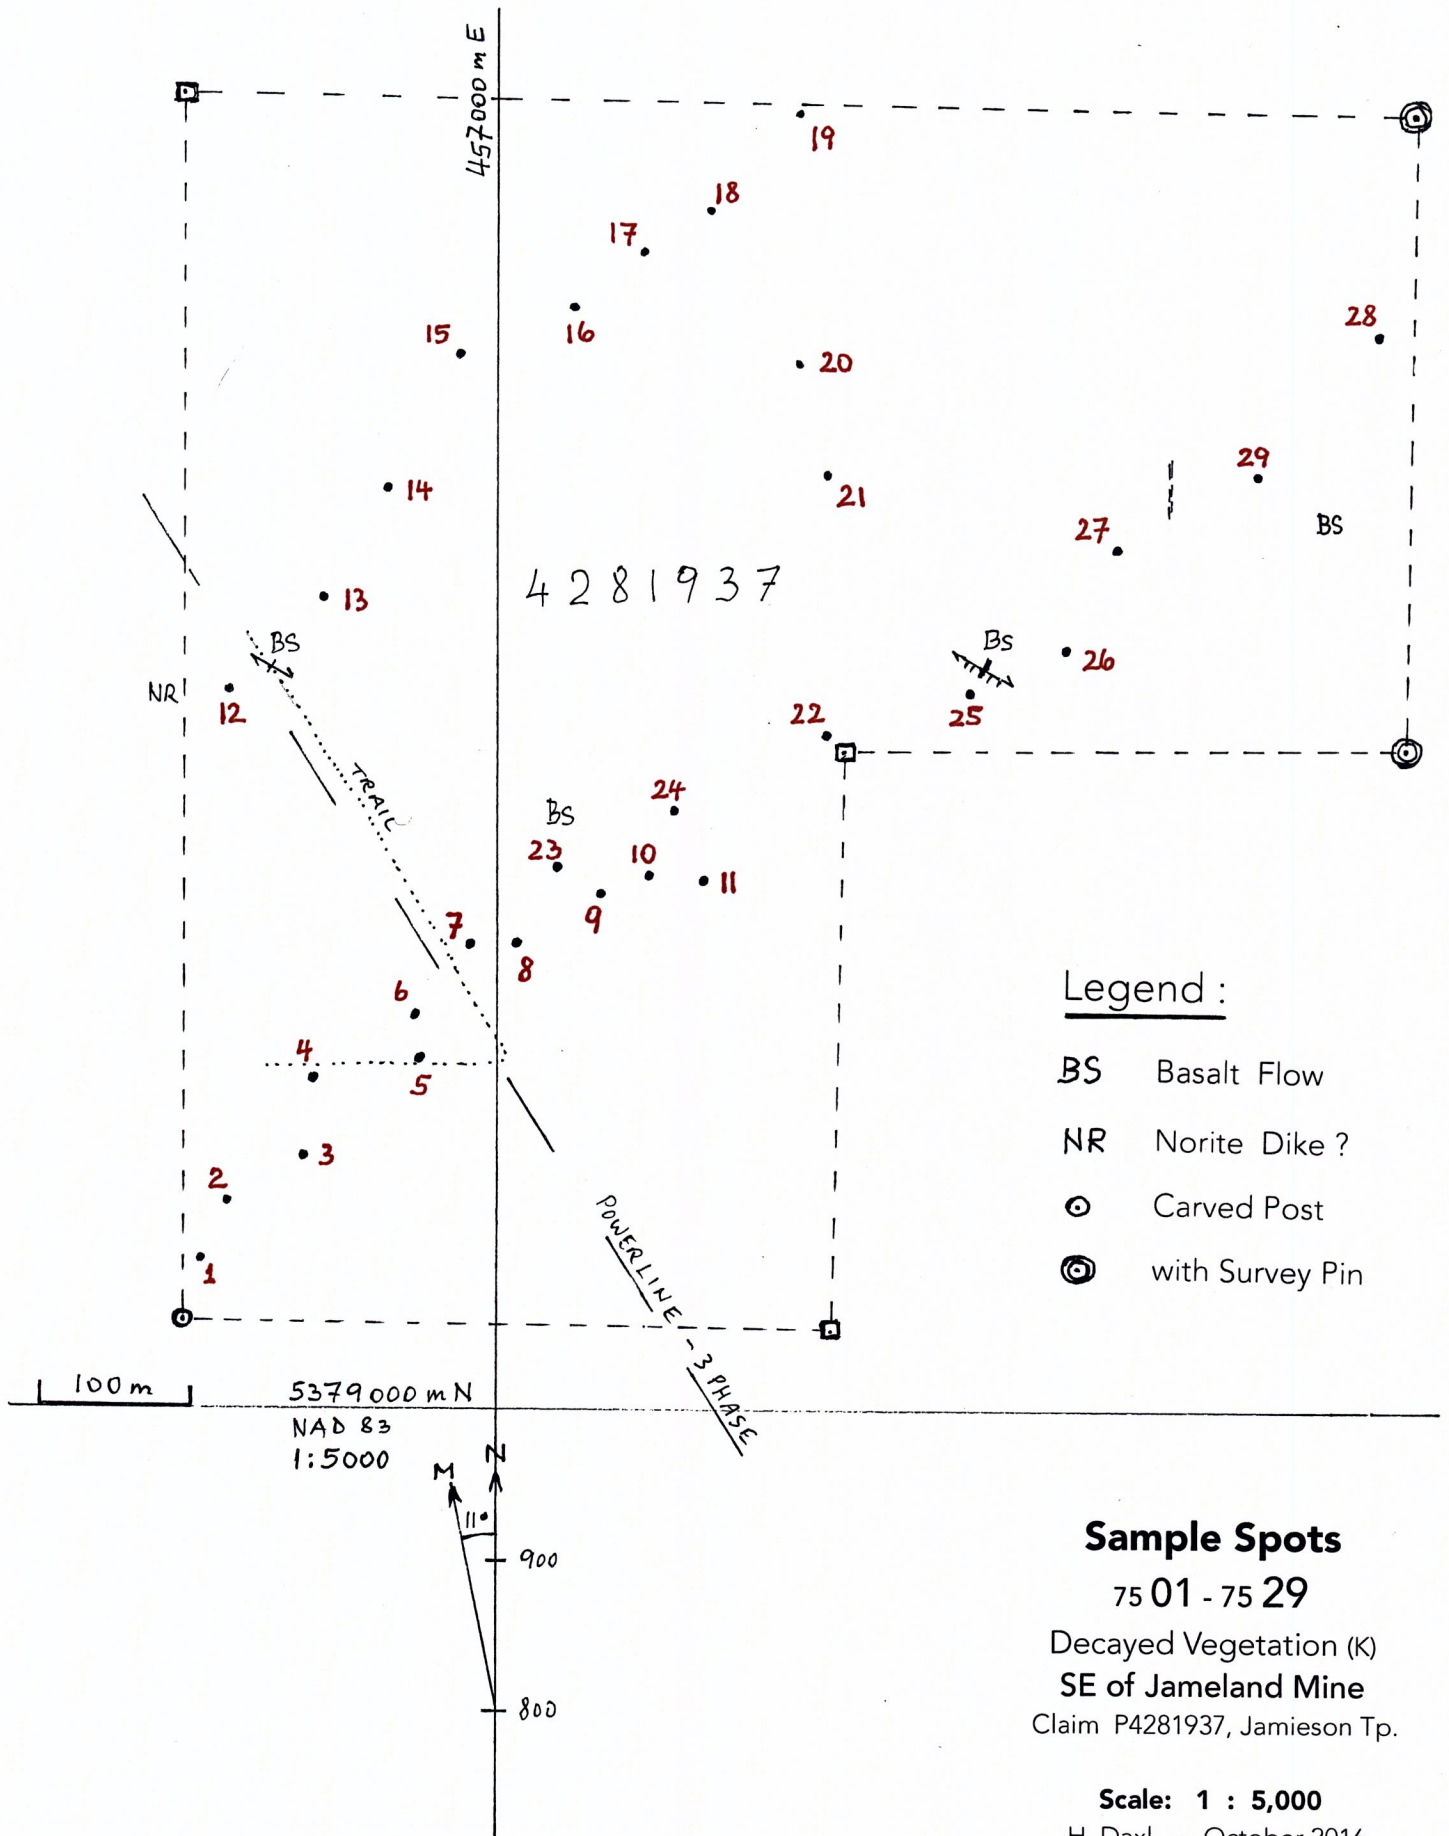 457000 m E
19
18
17
16
15
28
20
14
21
29
BS
27
13
4281937
BS
BS
26
NR
12
22
25
TRAIL
24
BS
23
10
11
9
7
8
6
4
5
3
2
1
Legend :
BS Basalt Flow
NR Norite Dike ?
Carved Post
with Survey Pin
POWERLINE - 3 PHASE
100 m
5379000 m N
NAD 83
1:5000
M
N
11°
900
800
Sample Spots
75 01 - 75 29
Decayed Vegetation (K)
SE of Jameland Mine
Claim P4281937, Jamieson Tp.
Scale: 1 : 5,000
H. Daxl October 2016